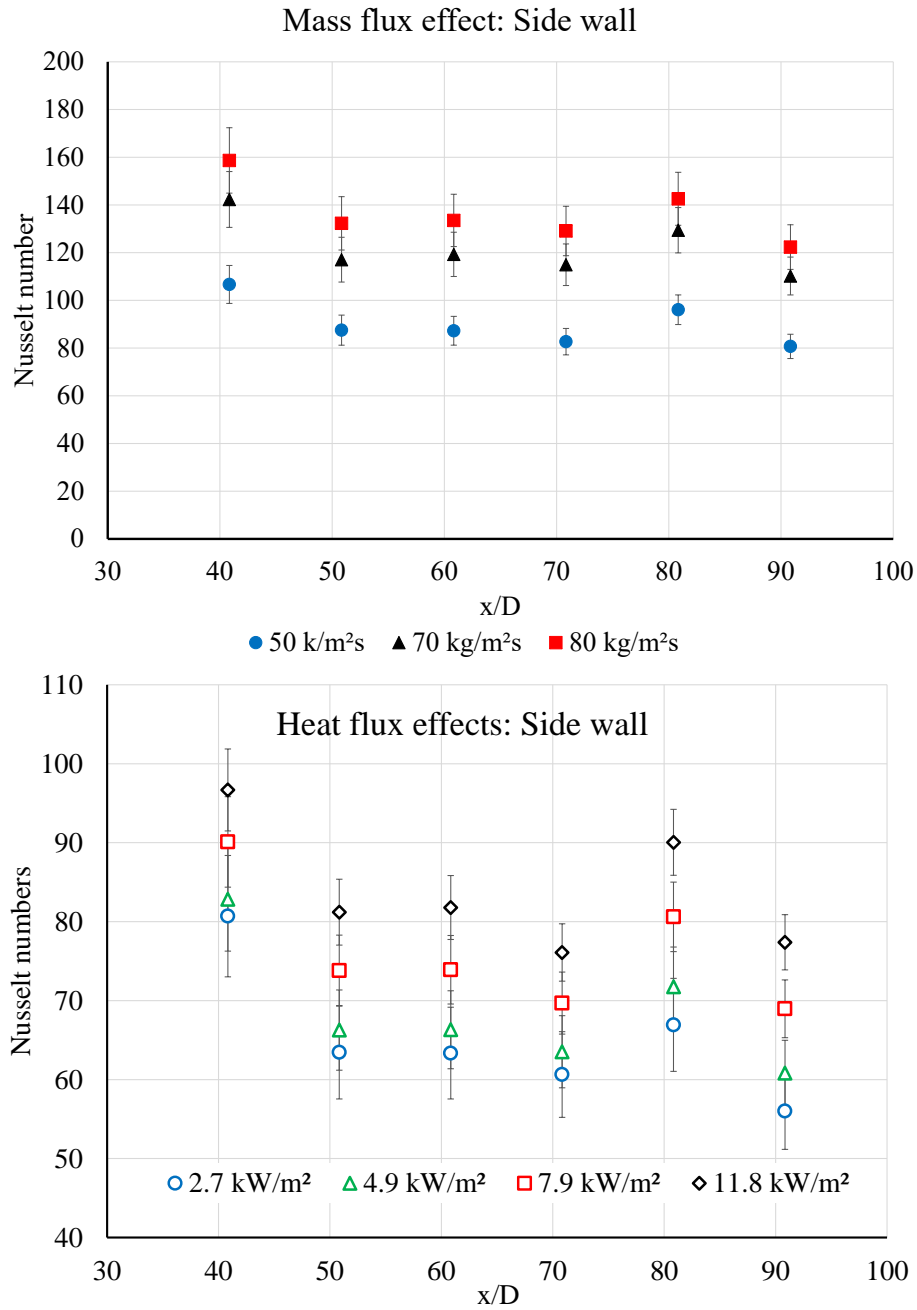 Mass flux effect: Side wall
200
180
160
140
120
100
80
60
40
20
0
Nusselt number
30 40 50 60 70 80 90 100
x/D
50 k/m²s 70 kg/m²s 80 kg/m²s
110
100
90
80
70
60
50
40
Nusselt numbers
Heat flux effects: Side wall
2.7 kW/m² 4.9 kW/m² 7.9 kW/m² 11.8 kW/m²
30 40 50 60 70 80 90 100
x/D